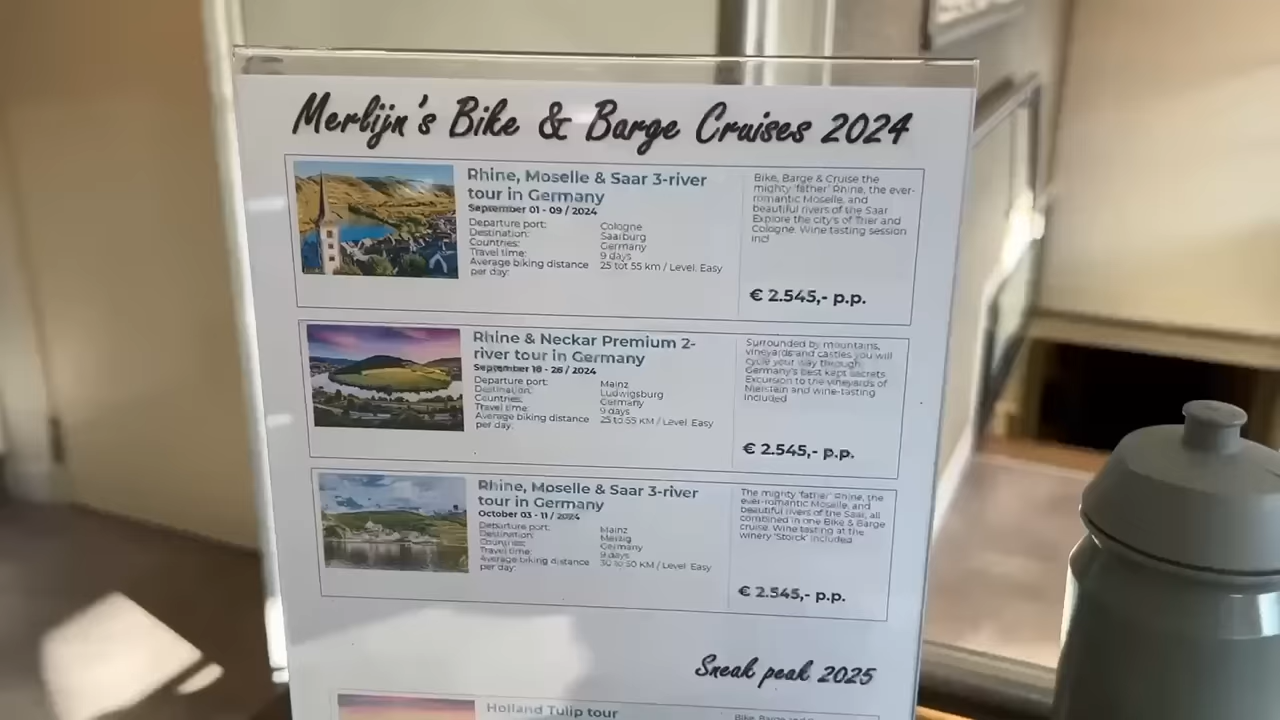 Merlijn's Bike & Barge Cruises 2024
Rhine, Moselle & Saar 3-river
tour in Germany
September 01 - 09 / 2024
Departure port: Cologne
Destination: Saarburg
Countries: Germany
Travel time: 9 days
Average biking distance 25 tot 55 km / Level: Easy
per day:
Bike, Barge & Cruise the
mighty 'father' Rhine, the ever-
romantic Moselle, and
beautiful rivers of the Saar
Explore the city's of Trier and
Cologne. Wine tasting session
incl
€ 2.545,- p.p.
Rhine & Neckar Premium 2-
river tour in Germany
September 18 - 26 / 2024
Departure port: Mainz
Destination: Ludwigsburg
Countries: Germany
Travel time: 9 days
Average biking distance 25 to 55 KM / Level: Easy
per day:
Surrounded by mountains,
vineyards and castles you will
cycle your way through
Germany's best kept secrets
Excursion to the vineyards of
Nierstein and wine-tasting
included
€ 2.545,- p.p.
Rhine, Moselle & Saar 3-river
tour in Germany
October 03 - 11 / 2024
Departure port: Mainz
Destination: Merzig
Countries: Germany
Travel time: 9 days
Average biking distance 30 to 50 KM / Level: Easy
per day:
The mighty 'father' Rhine, the
ever-romantic Moselle, and
beautiful rivers of the Saar, all
combined in one Bike & Barge
cruise. Wine tasting at the
winery 'Storck' included
€ 2.545,- p.p.
Sneak peak 2025
Holland Tulip tour
Bike, Barge and